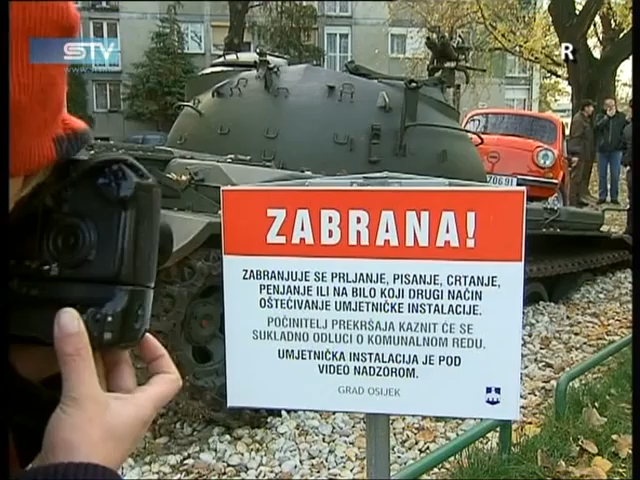 STV
R
70691
ZABRANA!
ZABRANJUJE SE PRLJANJE, PISANJE, CRTANJE,
PENJANJE ILI NA BILO KOJI DRUGI NAČIN
OŠTEĆIVANJE UMJETNIČKE INSTALACIJE.
POČINITELJ PREKRŠAJA KAZNIT ĆE SE
SUKLADNO ODLUCI O KOMUNALNOM REDU.
UMJETNIČKA INSTALACIJA JE POD
VIDEO NADZOROM.
GRAD OSIJEK